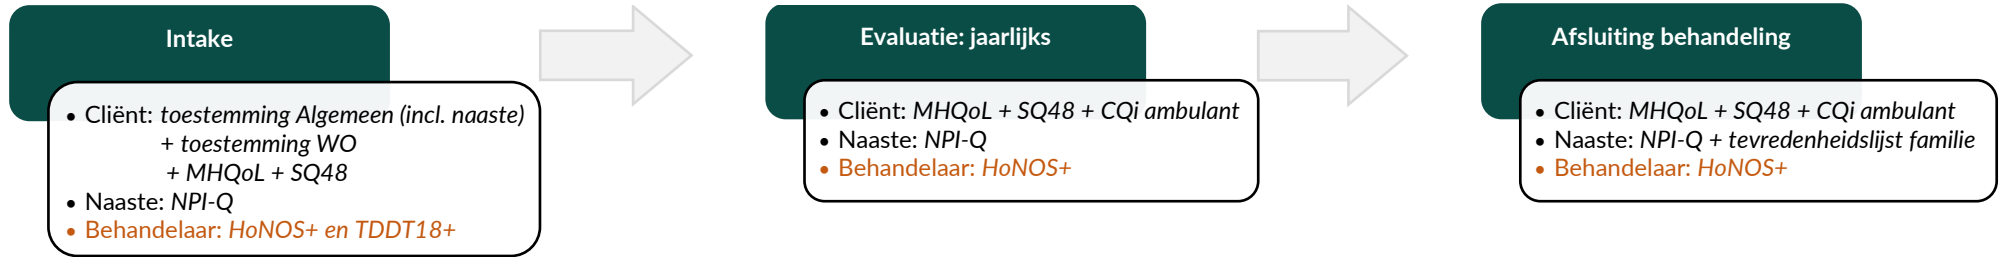 Intake
• Cliënt: toestemming Algemeen (incl. naaste)
+ toestemming WO
+ MHQoL + SQ48
• Naaste: NPI-Q
• Behandelaar: HoNOS+ en TDDT18+
Evaluatie: jaarlijks
• Cliënt: MHQoL + SQ48 + CQi ambulant
• Naaste: NPI-Q
• Behandelaar: HoNOS+
Afsluiting behandeling
• Cliënt: MHQoL + SQ48 + CQi ambulant
• Naaste: NPI-Q + tevredenheidslijst familie
• Behandelaar: HoNOS+